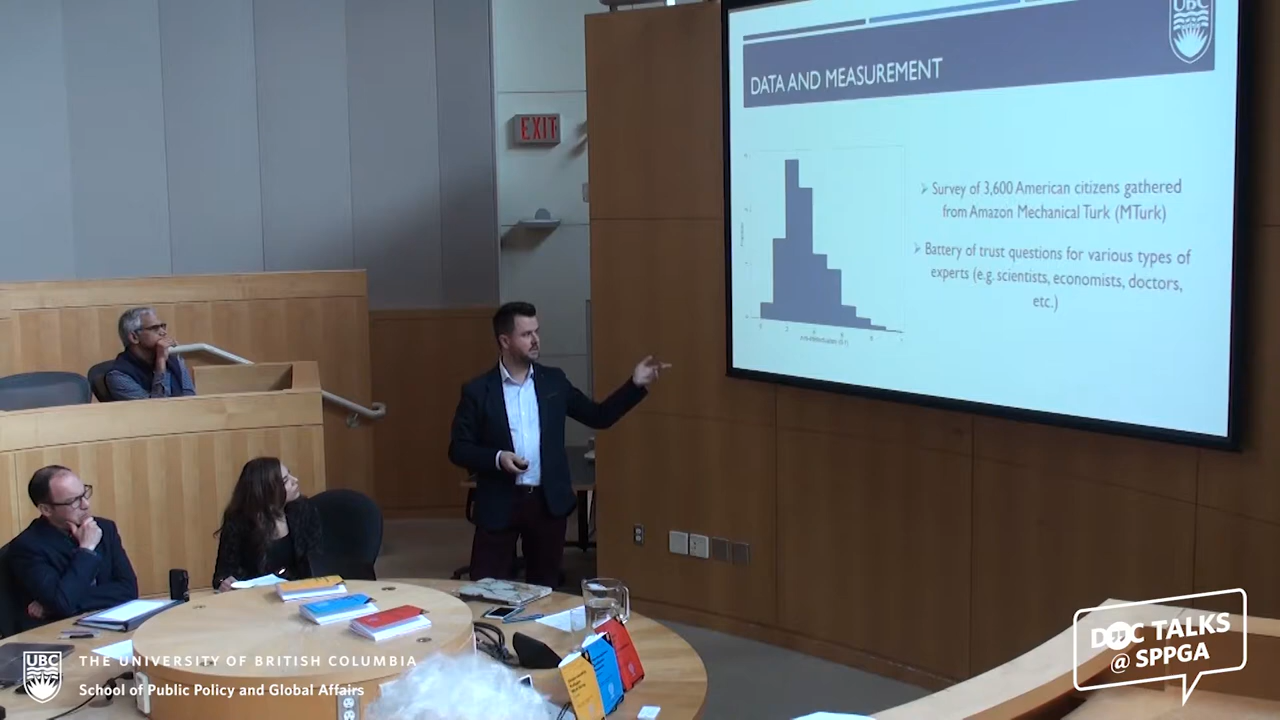 UBC
DATA AND MEASUREMENT
EXIT
➢ Survey of 3,600 American citizens gathered
from Amazon Mechanical Turk (MTurk)
➢ Battery of trust questions for various types of
experts (e.g. scientists, economists, doctors,
etc.)
DOC TALKS
@ SPPGA
UBC
THE UNIVERSITY OF BRITISH COLUMBIA
School of Public Policy and Global Affairs